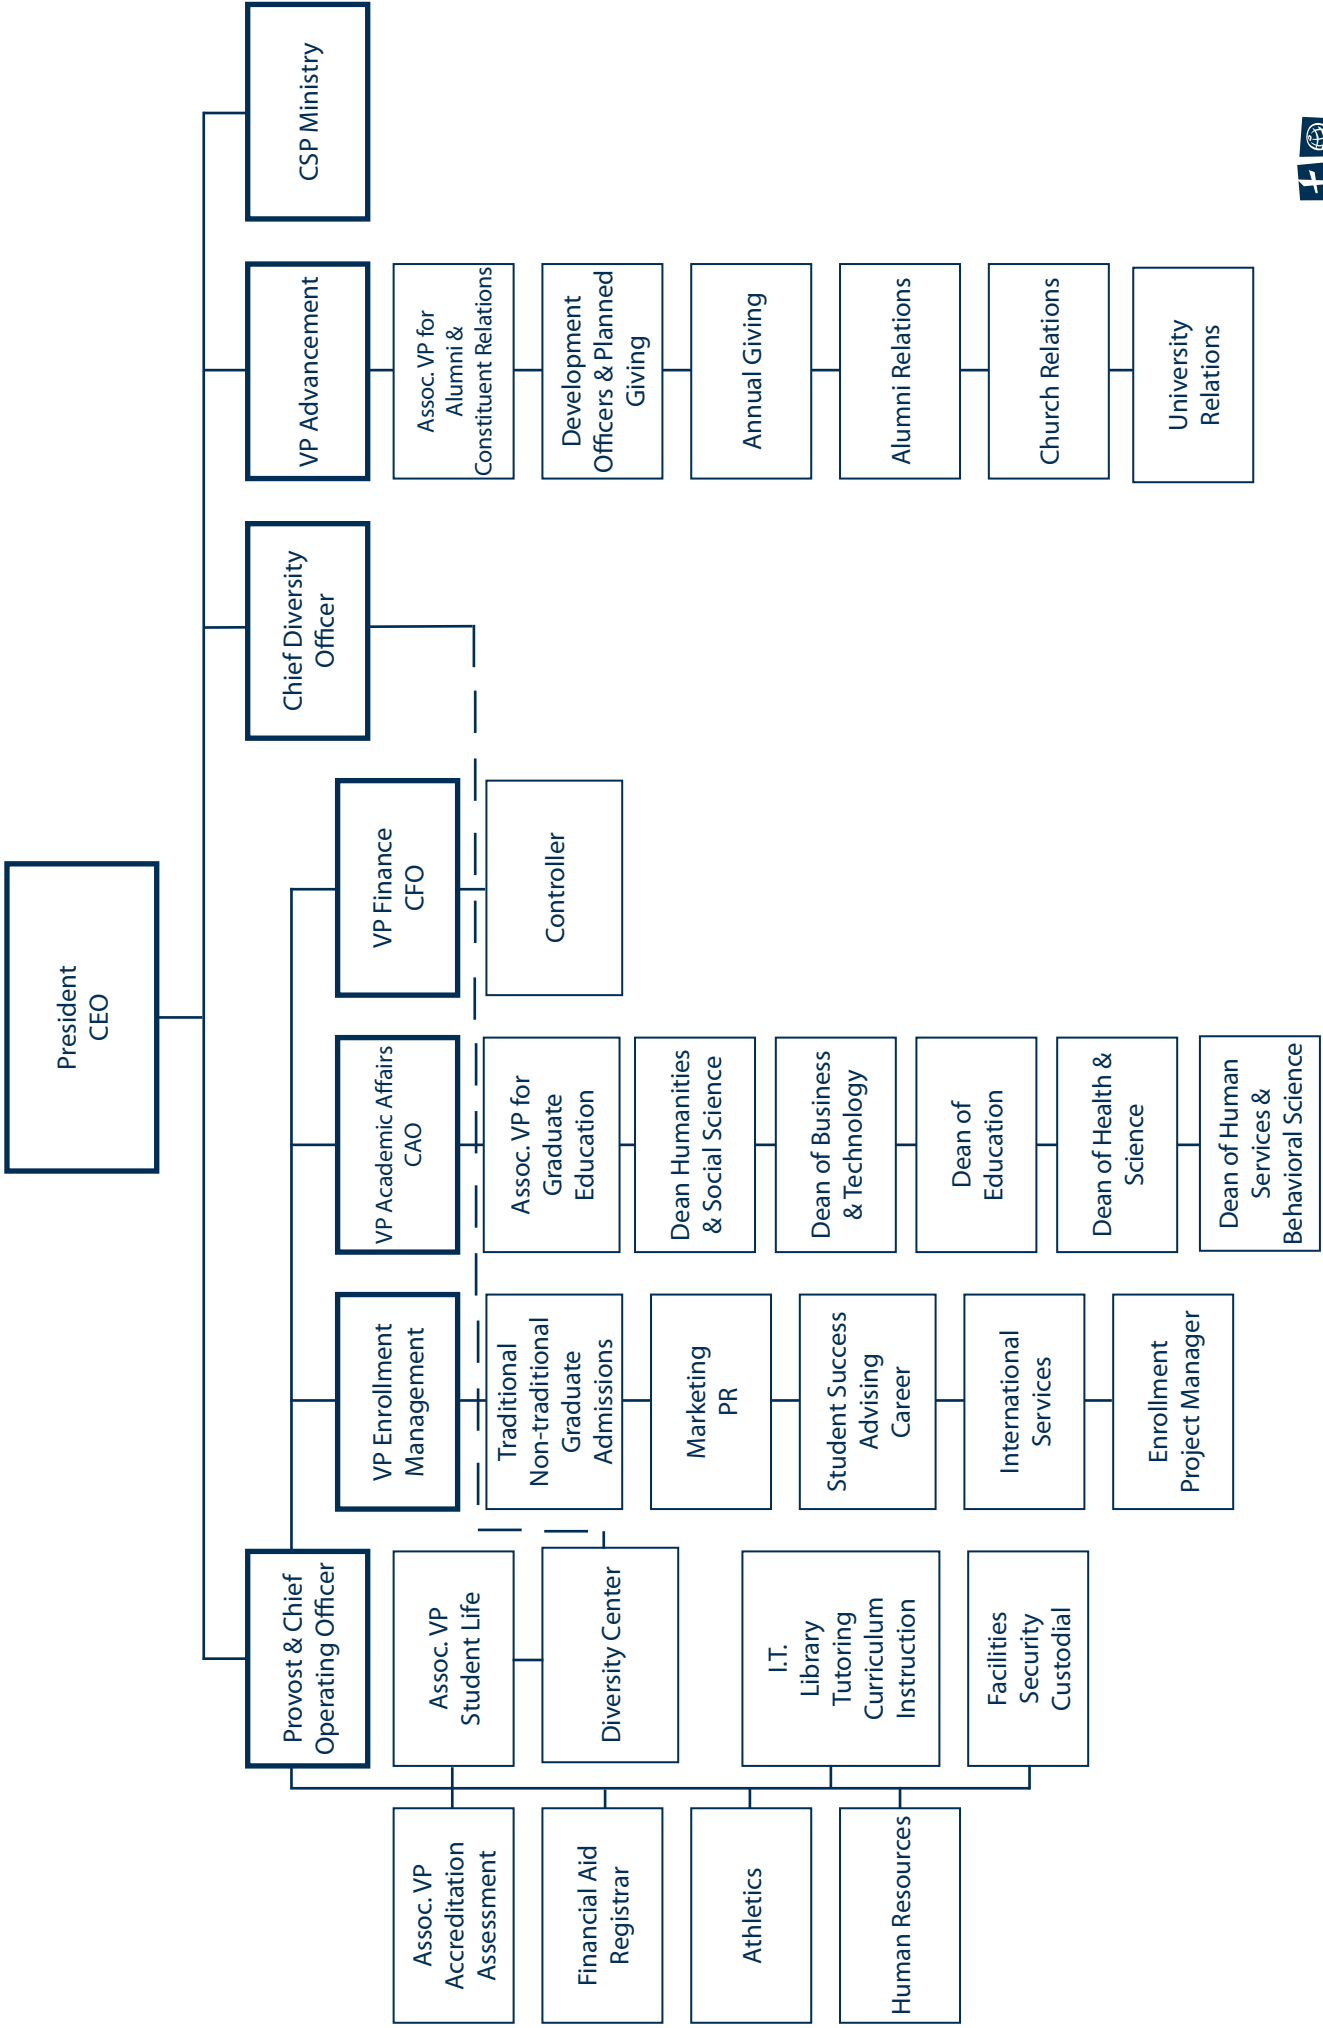 President
CEO
Provost & Chief
Operating Officer
Chief Diversity
Officer
VP Advancement
CSP Ministry
VP Enrollment
Management
VP Academic Affairs
CAO
VP Finance
CFO
Assoc. VP
Accreditation
Assessment
Financial Aid
Registrar
Athletics
Human Resources
Assoc. VP
Student Life
Diversity Center
I.T.
Library
Tutoring
Curriculum
Instruction
Facilities
Security
Custodial
Traditional
Non-traditional
Graduate
Admissions
Marketing
PR
Student Success
Advising
Career
International
Services
Enrollment
Project Manager
Assoc. VP for
Graduate
Education
Dean Humanities
& Social Science
Dean of Business
& Technology
Dean of
Education
Dean of Health &
Science
Dean of Human
Services &
Behavioral Science
Controller
Assoc. VP for
Alumni &
Constituent Relations
Development
Officers & Planned
Giving
Annual Giving
Alumni Relations
Church Relations
University
Relations